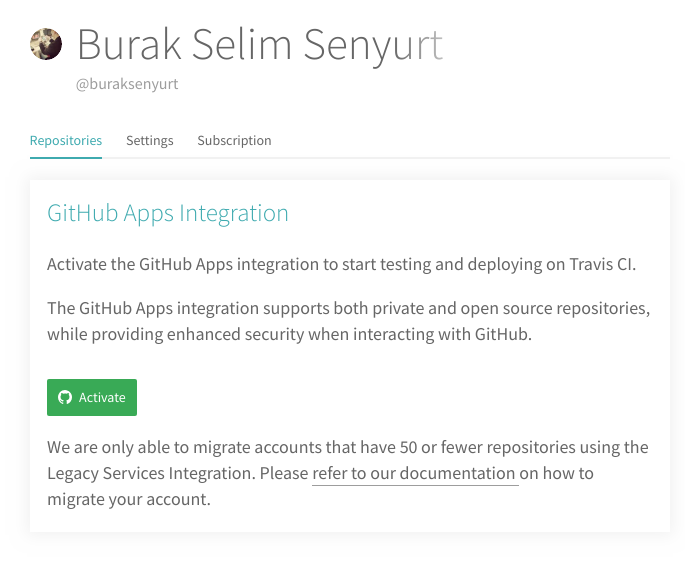 Burak Selim Senyurt
@buraksenyurt
Repositories Settings Subscription
GitHub Apps Integration
Activate the GitHub Apps integration to start testing and deploying on Travis CI.
The GitHub Apps integration supports both private and open source repositories,
while providing enhanced security when interacting with GitHub.
Activate
We are only able to migrate accounts that have 50 or fewer repositories using the
Legacy Services Integration. Please refer to our documentation on how to
migrate your account.